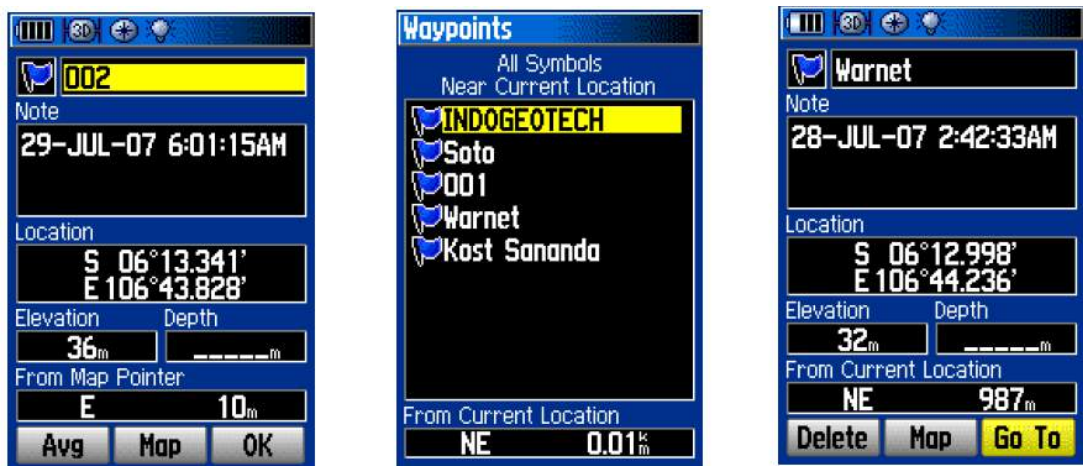 3D
002
Note
29-JUL-07 6:01:15AM
Location
S 06°13.341'
E 106°43.828'
Elevation Depth
36m _____m
From Map Pointer
E 10m
Avg Map OK
Waypoints
All Symbols
Near Current Location
INDOGEOTECH
Soto
001
Warnet
Kost Sananda
From Current Location
NE 0.01km
3D
Warnet
Note
28-JUL-07 2:42:33AM
Location
S 06°12.998'
E 106°44.236'
Elevation Depth
32m _____m
From Current Location
NE 987m
Delete Map Go To